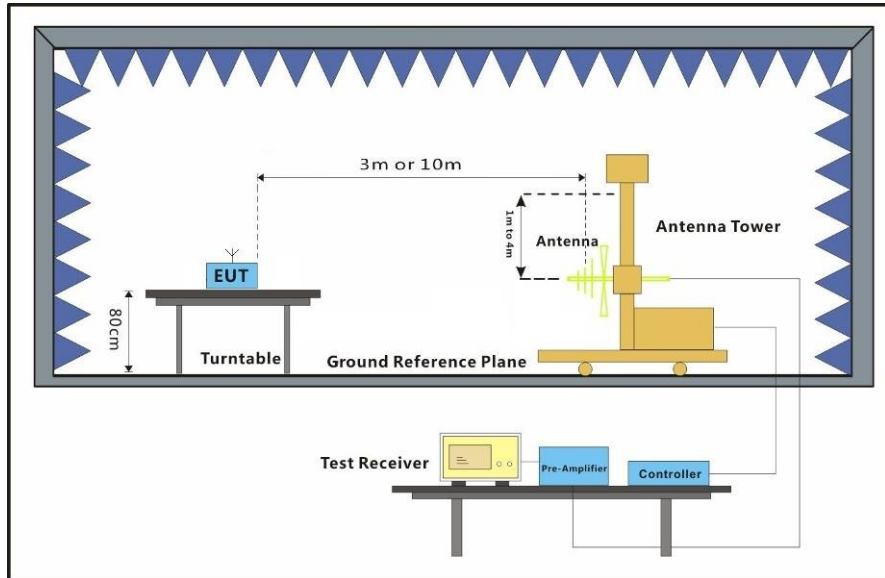 3m or 10m
1m to 4m
Antenna
Antenna Tower
EUT
80cm
Turntable
Ground Reference Plane
Test Receiver
Pre-Amplifier
Controller